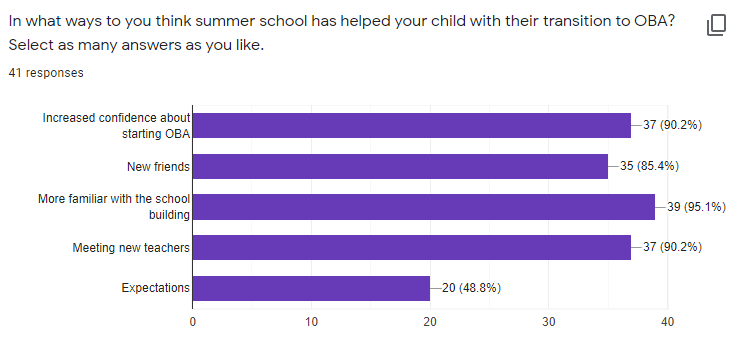 In what ways to you think summer school has helped your child with their transition to OBA?
Select as many answers as you like.
41 responses
Increased confidence about
starting OBA
37 (90.2%)
New friends
35 (85.4%)
More familiar with the school
building
39 (95.1%)
Meeting new teachers
37 (90.2%)
Expectations
20 (48.8%)
0 10 20 30 40